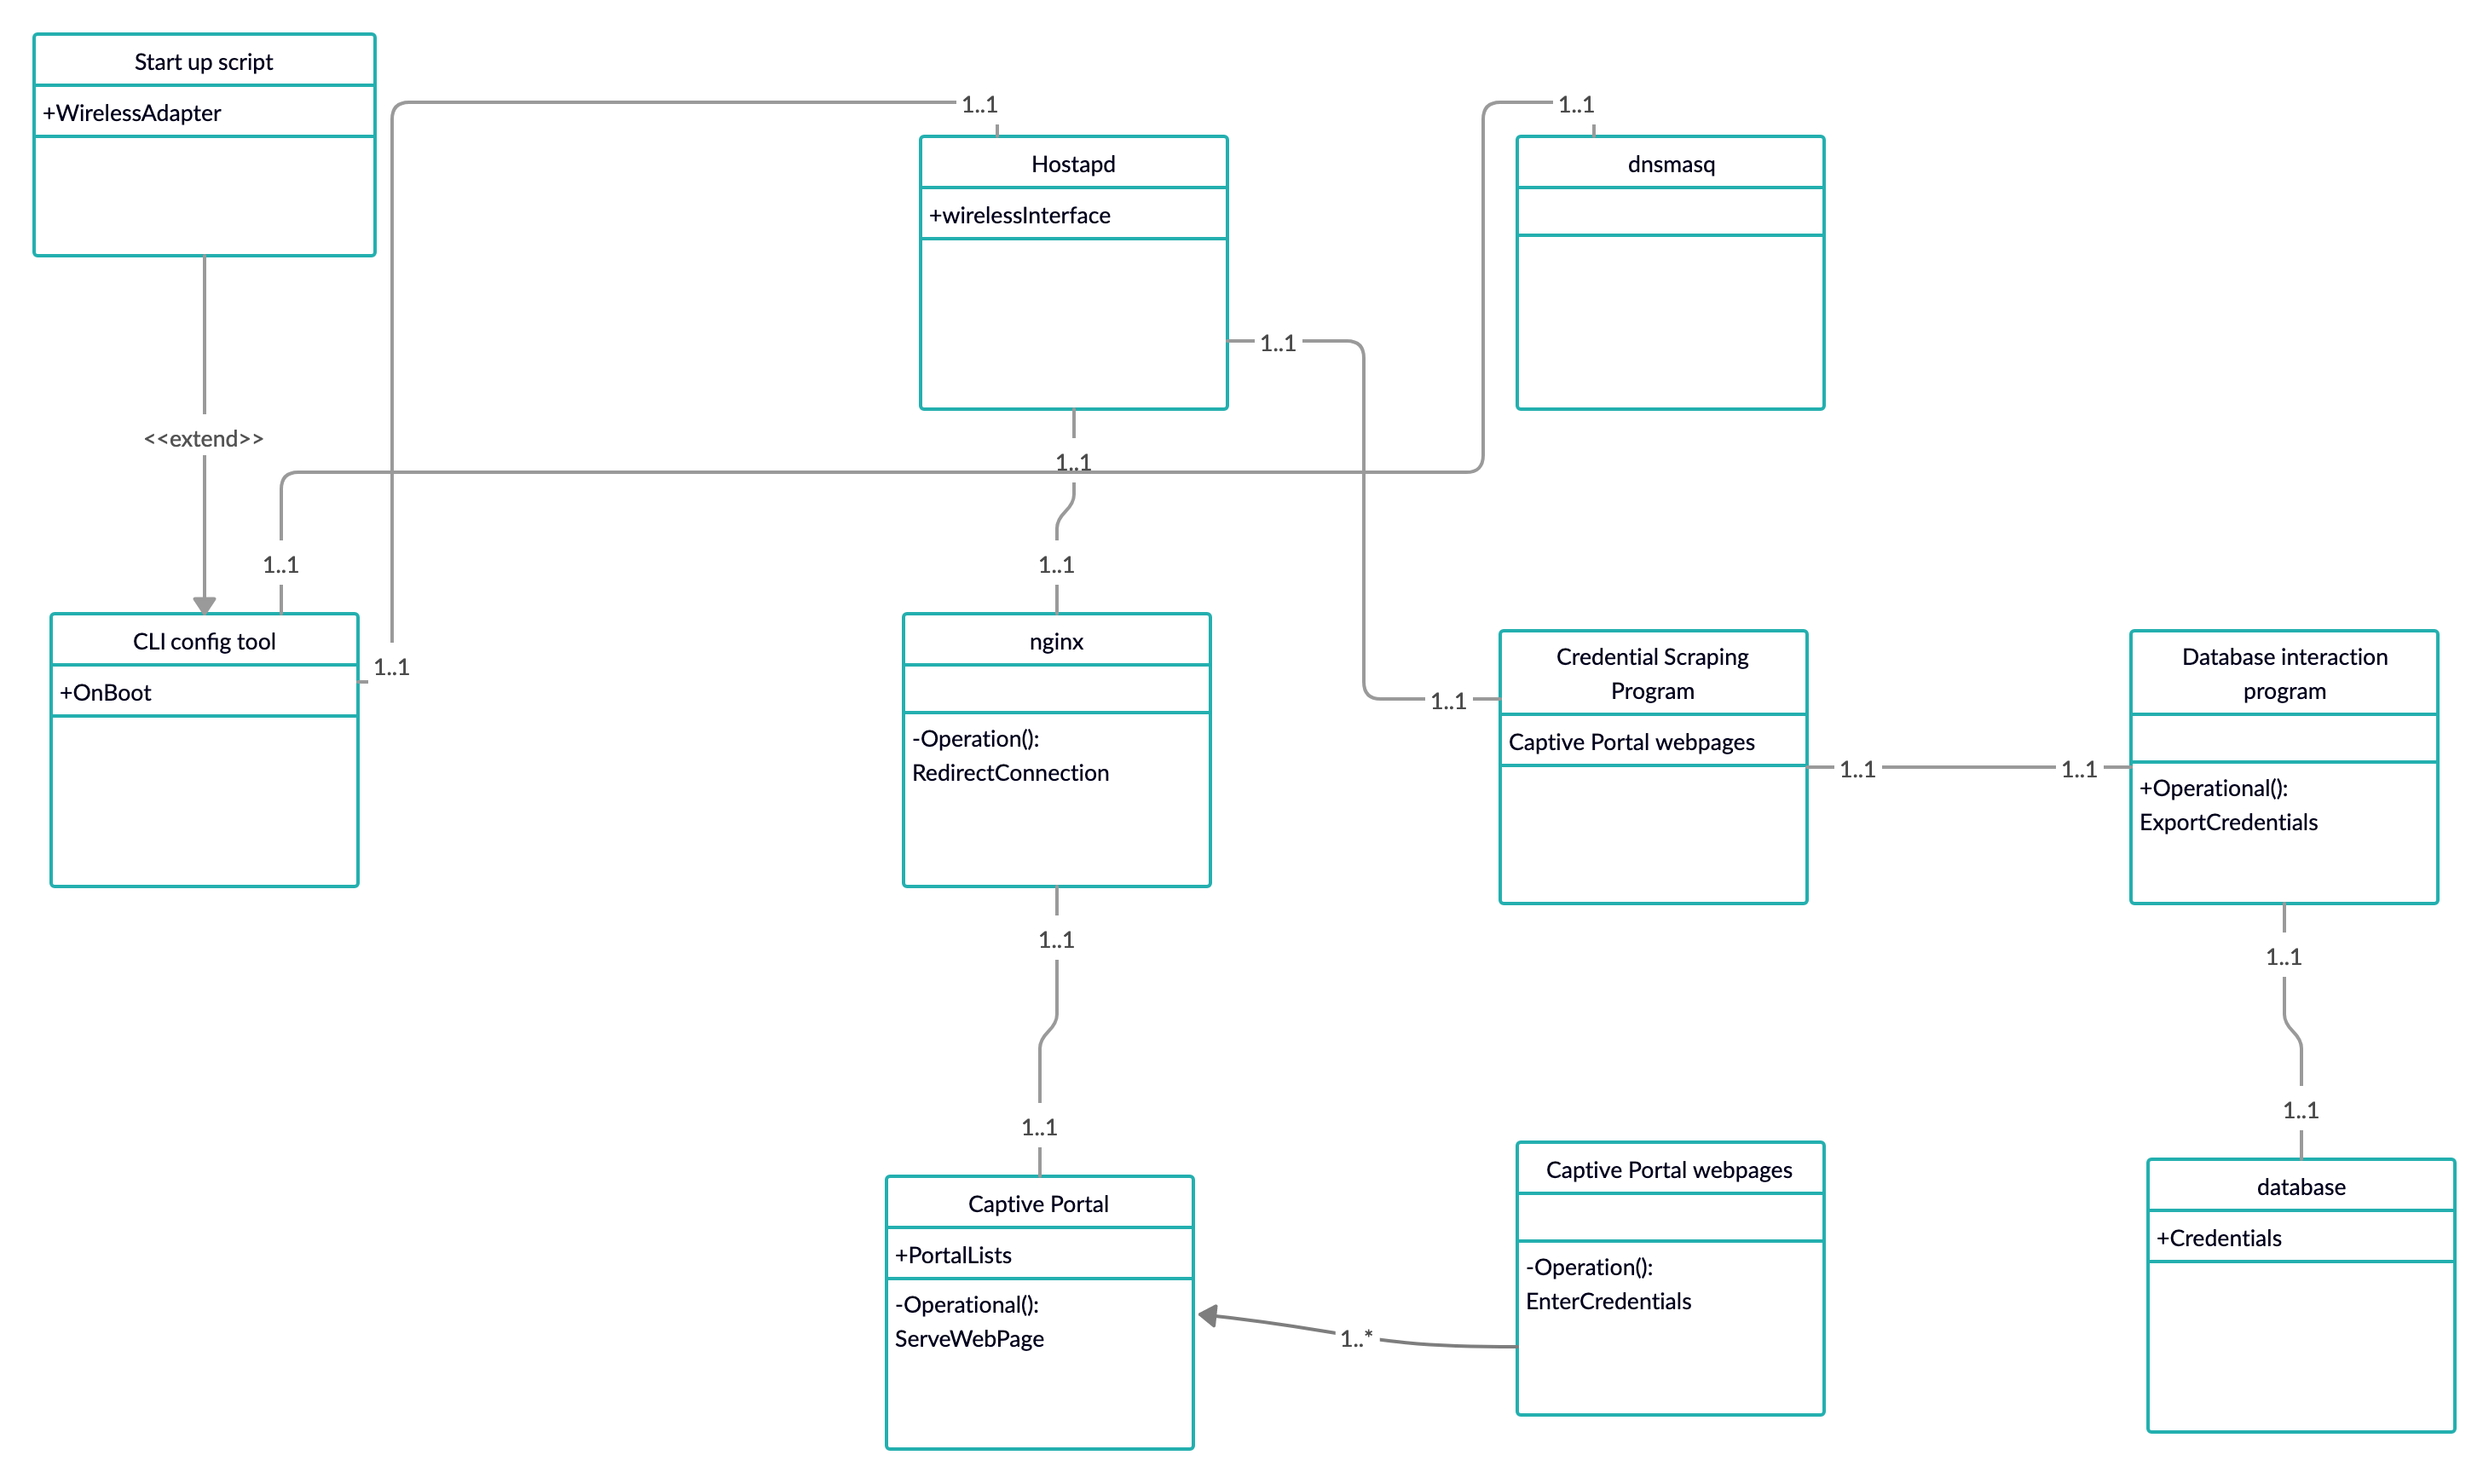 Start up script
+WirelessAdapter
1..1
1..1
Hostapd
+wirelessInterface
dnsmasq
1..1
<<extend>>
1..1
1..1
1..1
CLI config tool
+OnBoot
1..1
nginx
-Operation():
RedirectConnection
1..1
Credential Scraping
Program
Captive Portal webpages
1..1
1..1
Database interaction
program
+Operational():
ExportCredentials
1..1
1..1
1..1
1..1
Captive Portal
+PortalLists
-Operational():
ServeWebPage
1..*
Captive Portal webpages
-Operation():
EnterCredentials
database
+Credentials